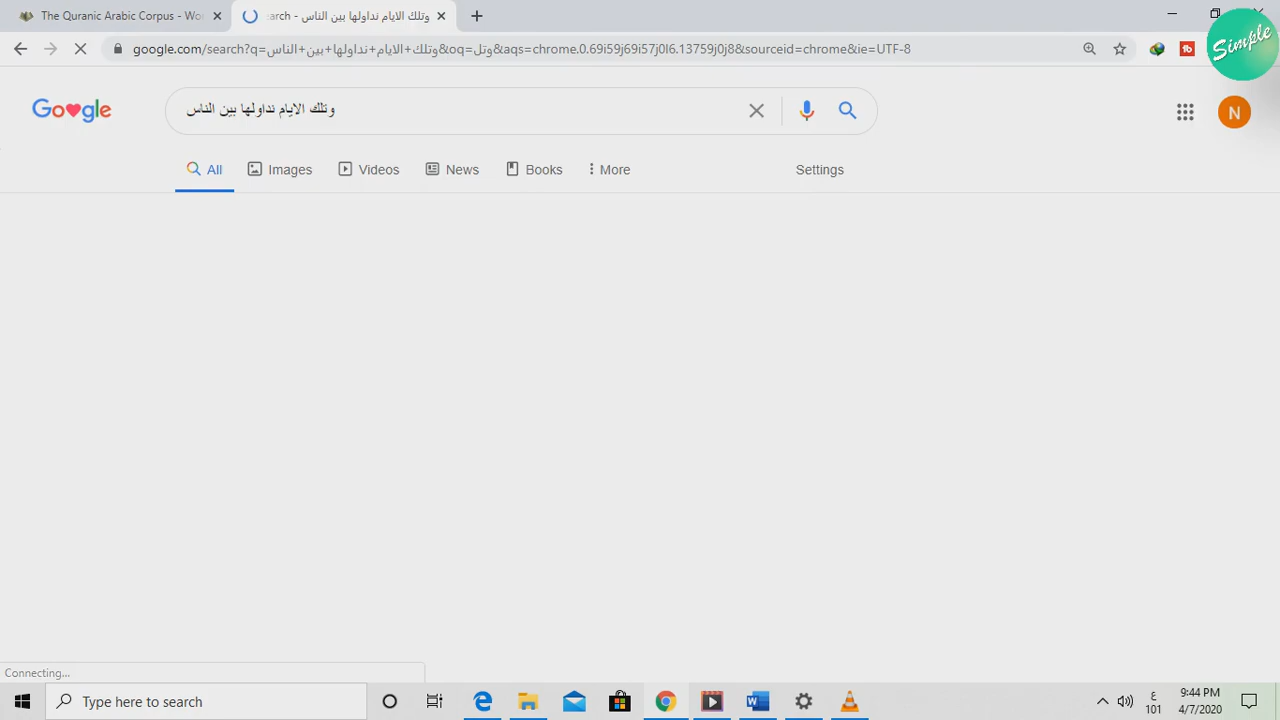 The Quranic Arabic Corpus - Wo
وتلك الايام نداولها بين الناس - earch
Simple
google.com/search?q=وتلك+الايام+نداولها+بين+الناس&oq=وتل&aqs=chrome.0.69i59j69i57j0l6.13759j0j8&sourceid=chrome&ie=UTF-8
Google
وتلك الايام نداولها بين الناس
N
All
Images
Videos
News
Books
More
Settings
Connecting...
Type here to search
ع
101
9:44 PM
4/7/2020